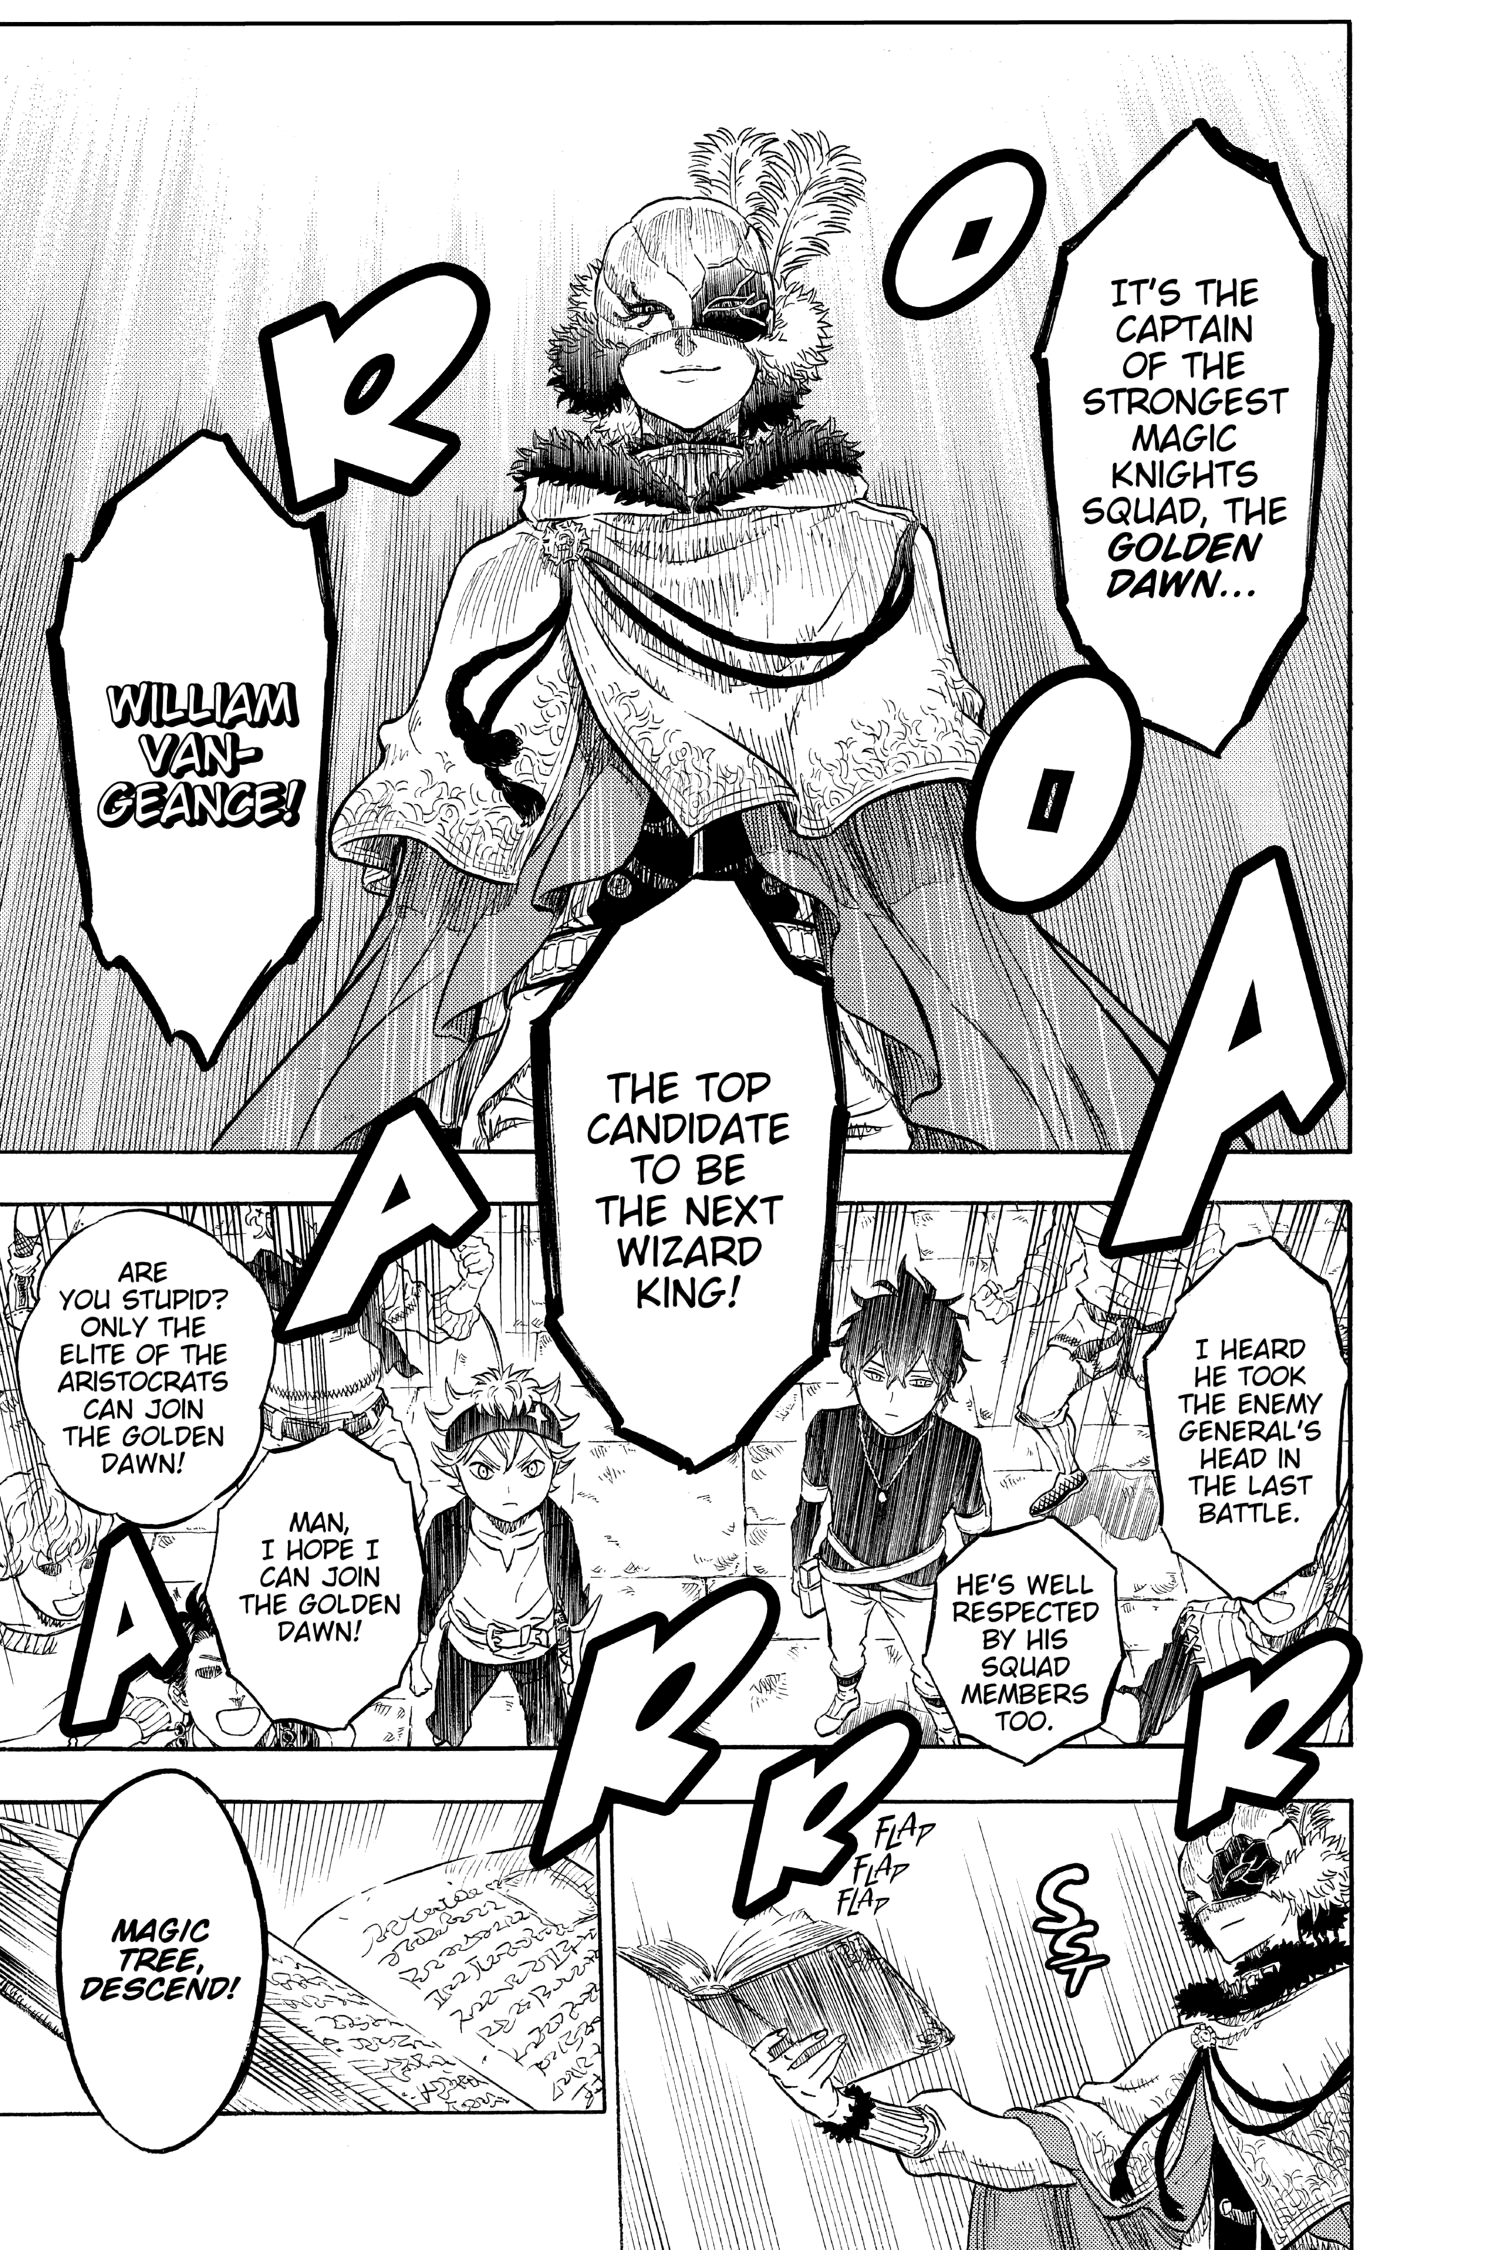 IT'S THE
CAPTAIN
OF THE
STRONGEST
MAGIC
KNIGHTS
SQUAD, THE
GOLDEN
DAWN...
WILLIAM
VAN-
GEANCE!
THE TOP
CANDIDATE
TO BE
THE NEXT
WIZARD
KING!
ROOAAAARRRR
I HEARD
HE TOOK
THE ENEMY
GENERAL'S
HEAD IN
THE LAST
BATTLE.
HE'S WELL
RESPECTED
BY HIS
SQUAD
MEMBERS
TOO.
MAN,
I HOPE I
CAN JOIN
THE GOLDEN
DAWN!
ARE
YOU STUPID?
ONLY THE
ELITE OF THE
ARISTOCRATS
CAN JOIN
THE GOLDEN
DAWN!
SST
FLAP
FLAP
FLAP
MAGIC
TREE,
DESCEND!